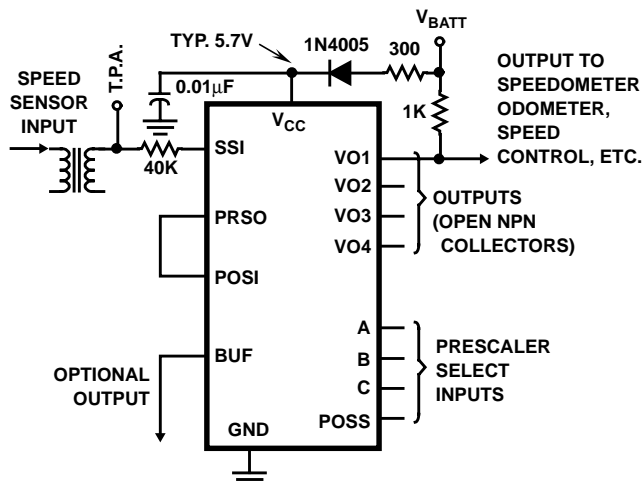 TYP. 5.7V
1N4005
300
VBATT
SPEED
SENSOR
INPUT
T.P.A.
0.01µF
VCC
1K
OUTPUT TO
SPEEDOMETER
ODOMETER,
SPEED
CONTROL, ETC.
40K
SSI
PRSO
POSI
BUF
GND
VO1
VO2
VO3
VO4
OUTPUTS
(OPEN NPN
COLLECTORS)
A
B
C
POSS
PRESCALER
SELECT
INPUTS
OPTIONAL
OUTPUT